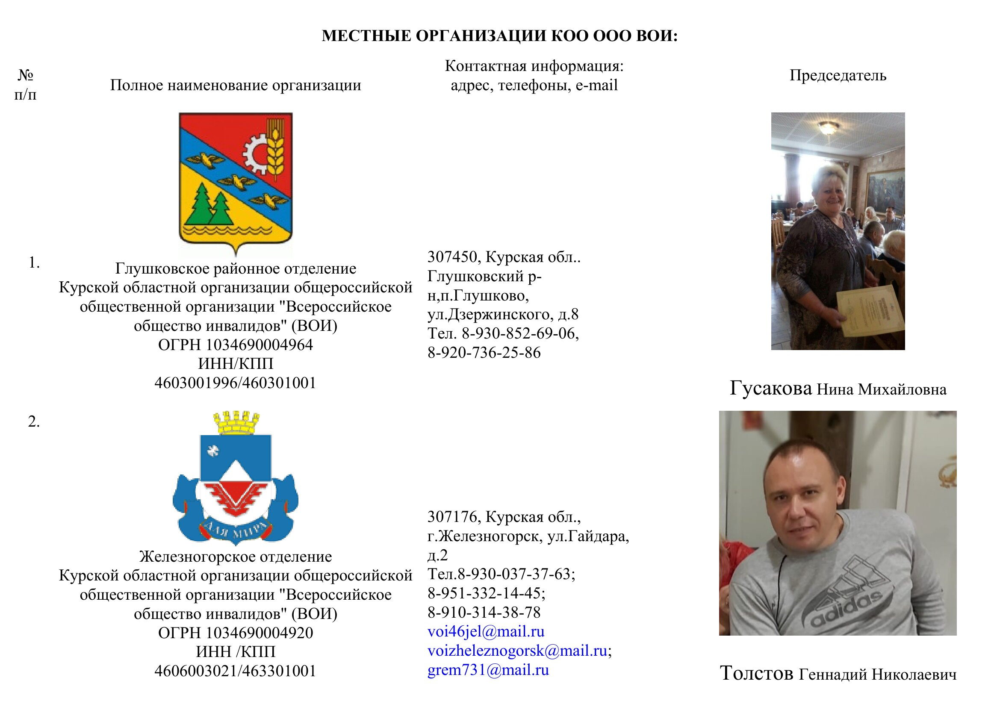 МЕСТНЫЕ ОРГАНИЗАЦИИ КОО ООО ВОИ:
№
п/п
Полное наименование организации
Контактная информация:
адрес, телефоны, e-mail
Председатель
1.
Глушковское районное отделение
Курской областной организации общероссийской
общественной организации "Всероссийское
общество инвалидов" (ВОИ)
ОГРН 1034690004964
ИНН/КПП
4603001996/460301001
307450, Курская обл..
Глушковский р-
н,п.Глушково,
ул.Дзержинского, д.8
Тел. 8-930-852-69-06,
8-920-736-25-86
Гусакова Нина Михайловна
2.
ДЛЯ МИРА
Железногорское отделение
Курской областной организации общероссийской
общественной организации "Всероссийское
общество инвалидов" (ВОИ)
ОГРН 1034690004920
ИНН /КПП
4606003021/463301001
307176, Курская обл.,
г.Железногорск, ул.Гайдара,
д.2
Тел.8-930-037-37-63;
8-951-332-14-45;
8-910-314-38-78
voi46jel@mail.ru
voizheleznogorsk@mail.ru;
grem731@mail.ru
adidas
Толстов Геннадий Николаевич